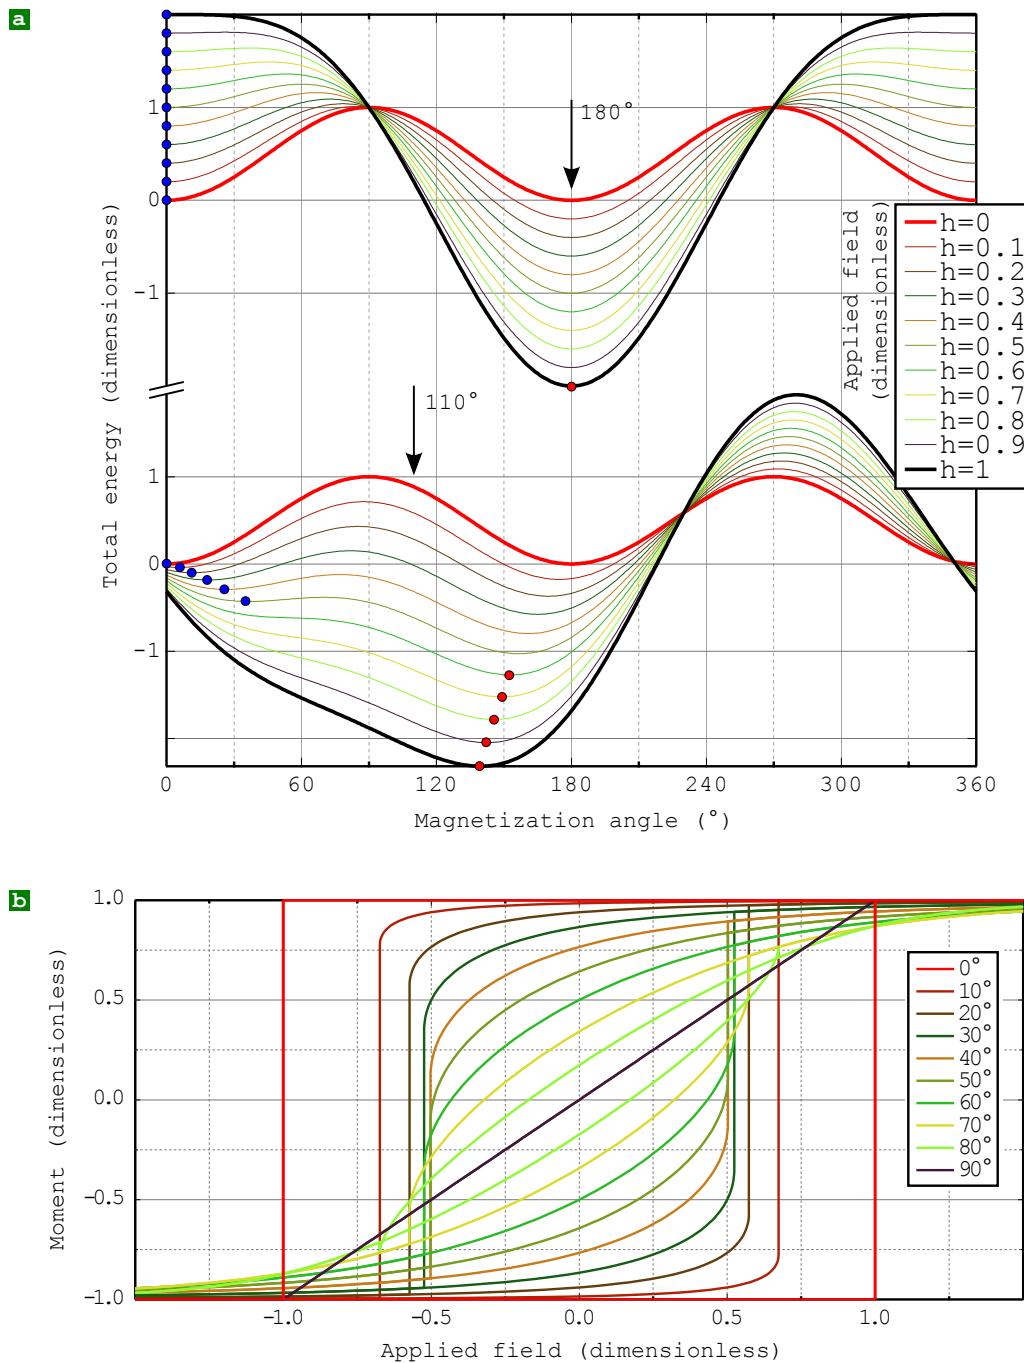 a
180°
1
0
-1
Total energy (dimensionless)
Applied field
(dimensionless)
h=0
h=0.1
h=0.2
h=0.3
h=0.4
h=0.5
h=0.6
h=0.7
h=0.8
h=0.9
h=1
110°
1
0
-1
0 60 120 180 240 300 360
Magnetization angle (°)
b
1.0
0.5
0.0
-0.5
-1.0
Moment (dimensionless)
0°
10°
20°
30°
40°
50°
60°
70°
80°
90°
-1.0 -0.5 0.0 0.5 1.0
Applied field (dimensionless)